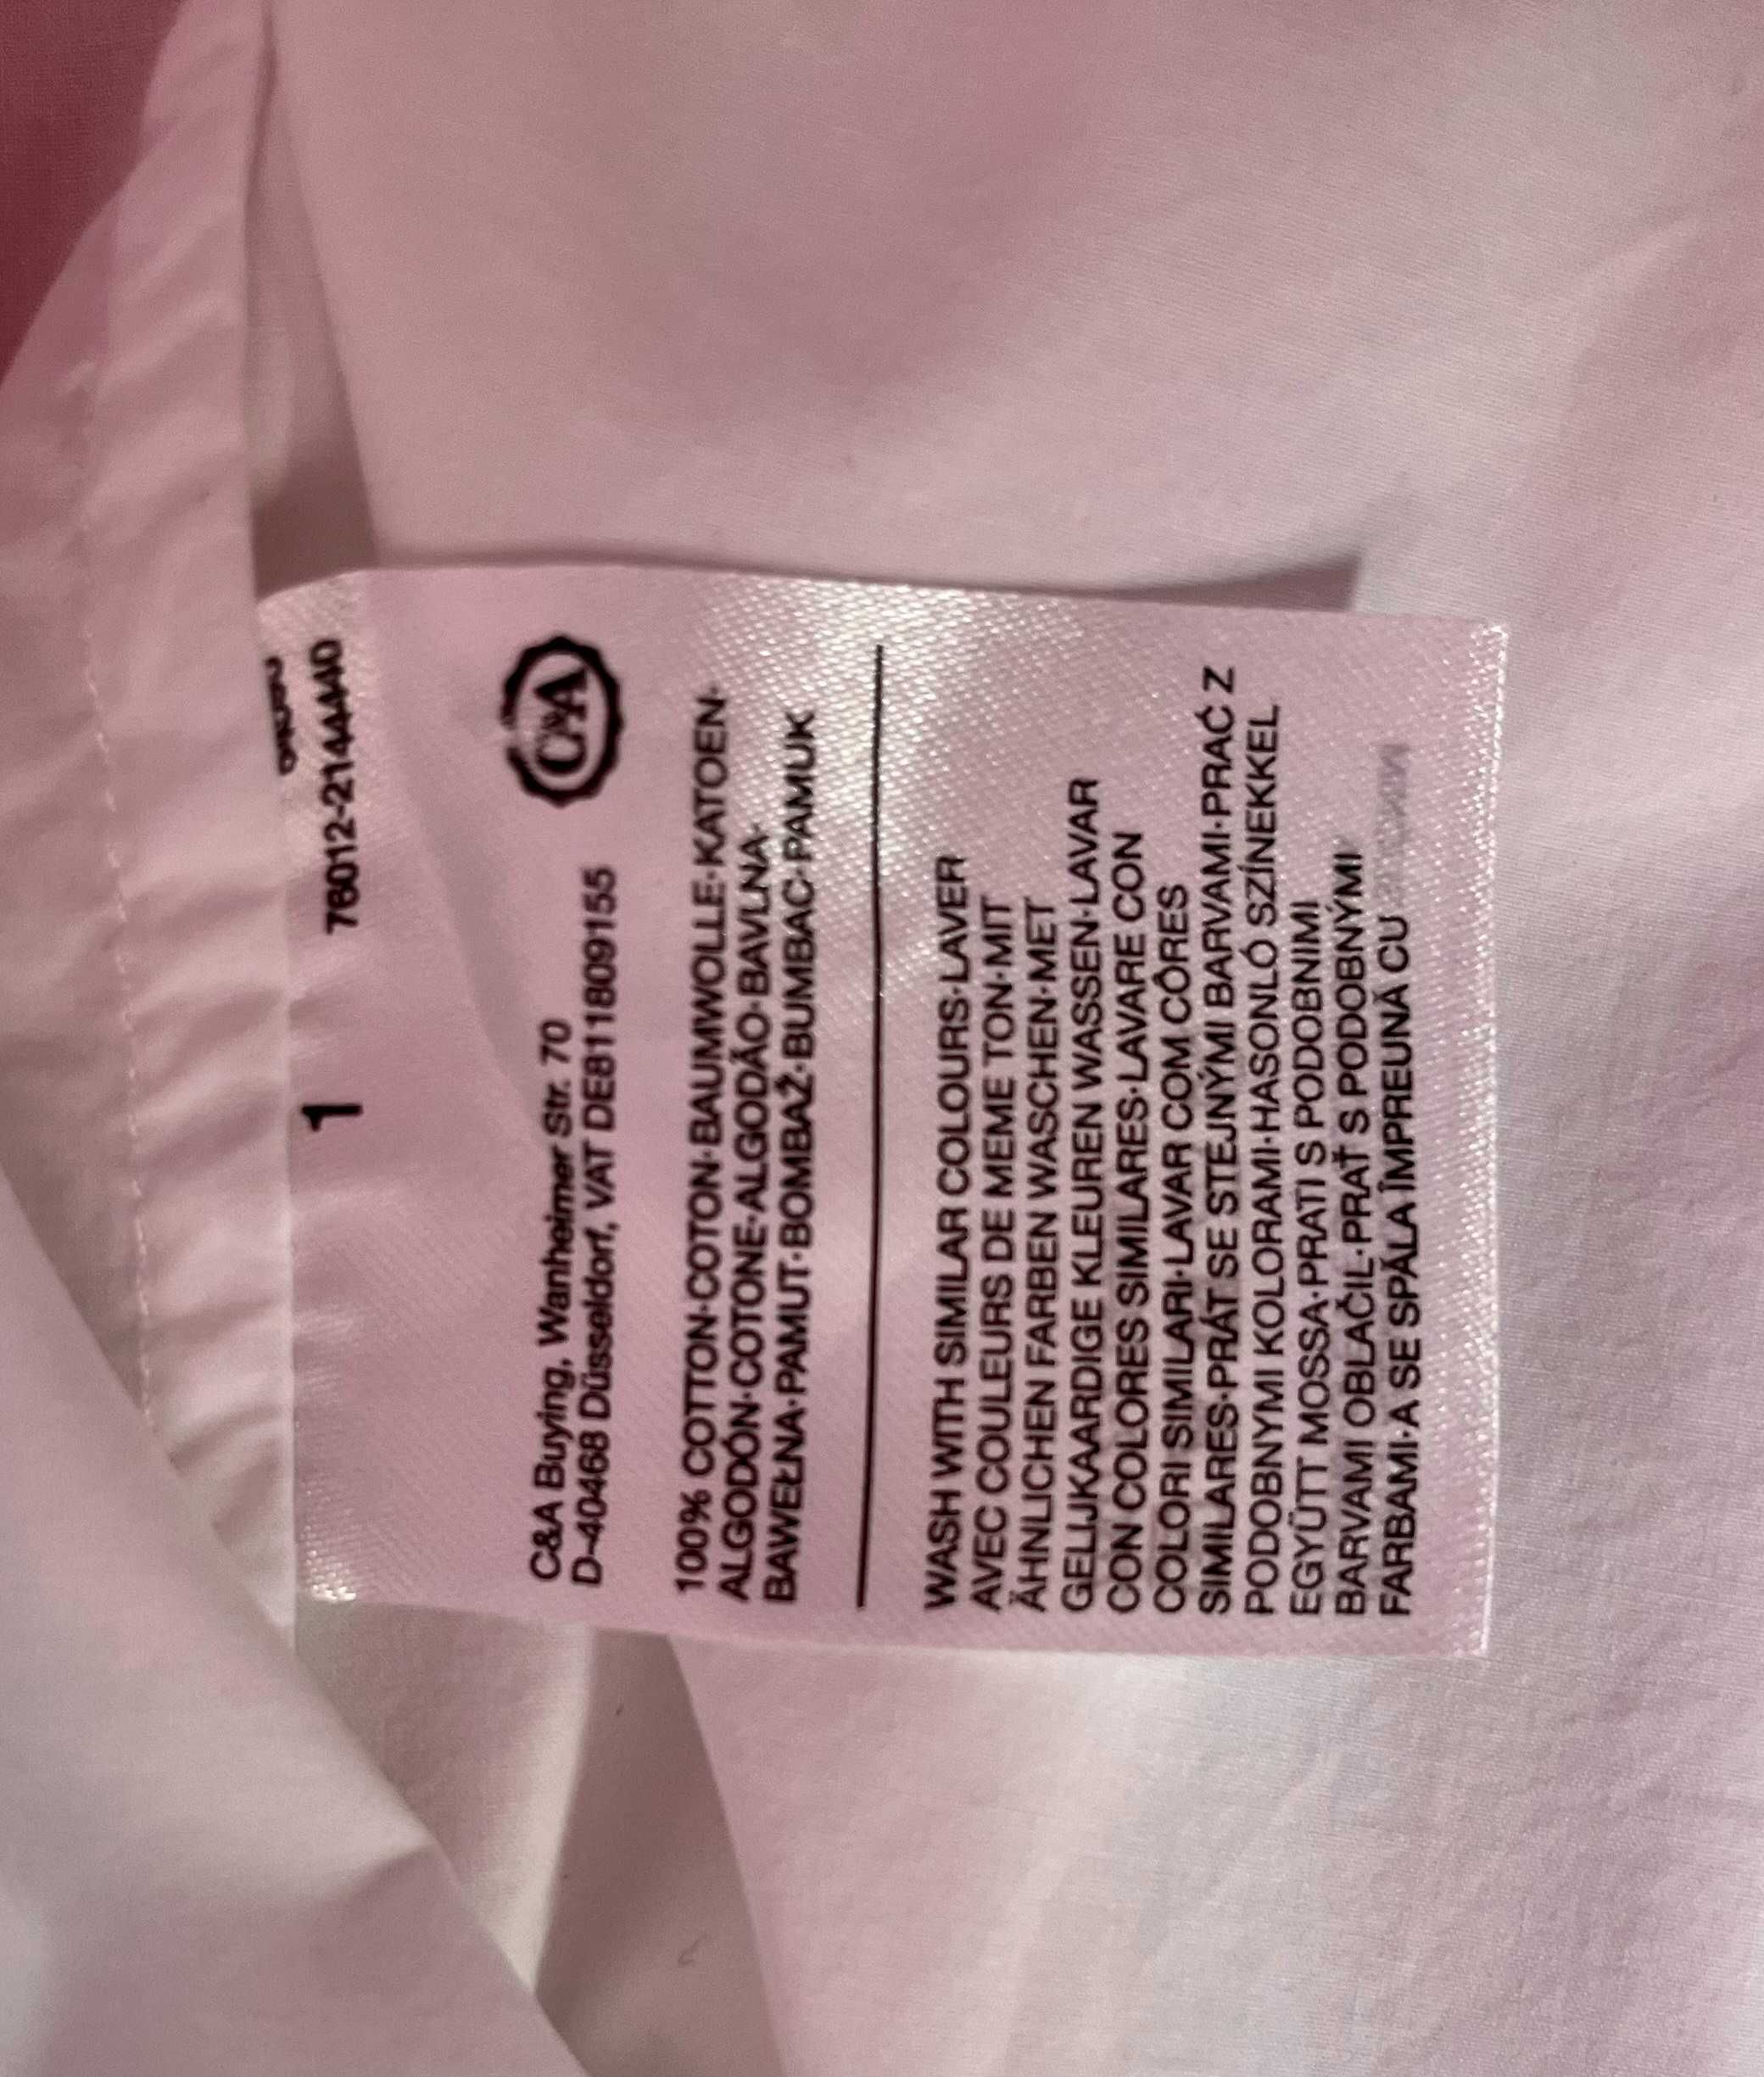 1
76012-2144440
C&A
C&A Buying, Wanheimer Str. 70
D-40468 Düsseldorf, VAT DE811809155
100% COTTON·COTON·BAUMWOLLE·KATOEN·
ALGODÓN·COTONE·ALGODÃO·BAVLNA·
BAWEŁNA·PAMUT·BOMBAŽ·BUMBAC·PAMUK
WASH WITH SIMILAR COLOURS·LAVER
AVEC COULEURS DE MEME TON·MIT
ÄHNLICHEN FARBEN WASCHEN·MET
GELIJKAARDIGE KLEUREN WASSEN·LAVAR
CON COLORES SIMILARES·LAVARE CON
COLORI SIMILARI·LAVAR COM CÔRES
SIMILARES·PRÁT SE STEJNÝMI BARVAMI·PRAĆ Z
PODOBNYMI KOLORAMI·HASONLÓ SZÍNEKKEL
EGYÜTT MOSSA·PRATI S PODOBNIMI
BARVAMI OBLAČIL·PRAŤ S PODOBNÝMI
FARBAMI·A SE SPĂLA ÎMPREUNĂ CU